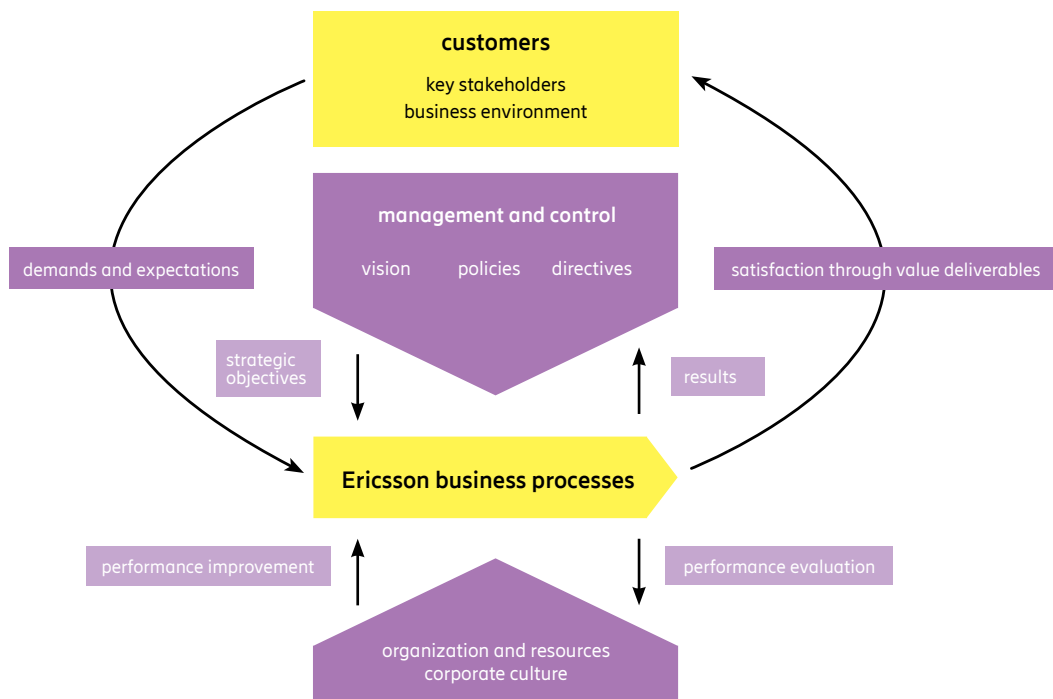 customers
key stakeholders
business environment
management and control
vision policies directives
demands and expectations
satisfaction through value deliverables
strategic
objectives
results
Ericsson business processes
performance improvement
performance evaluation
organization and resources
corporate culture